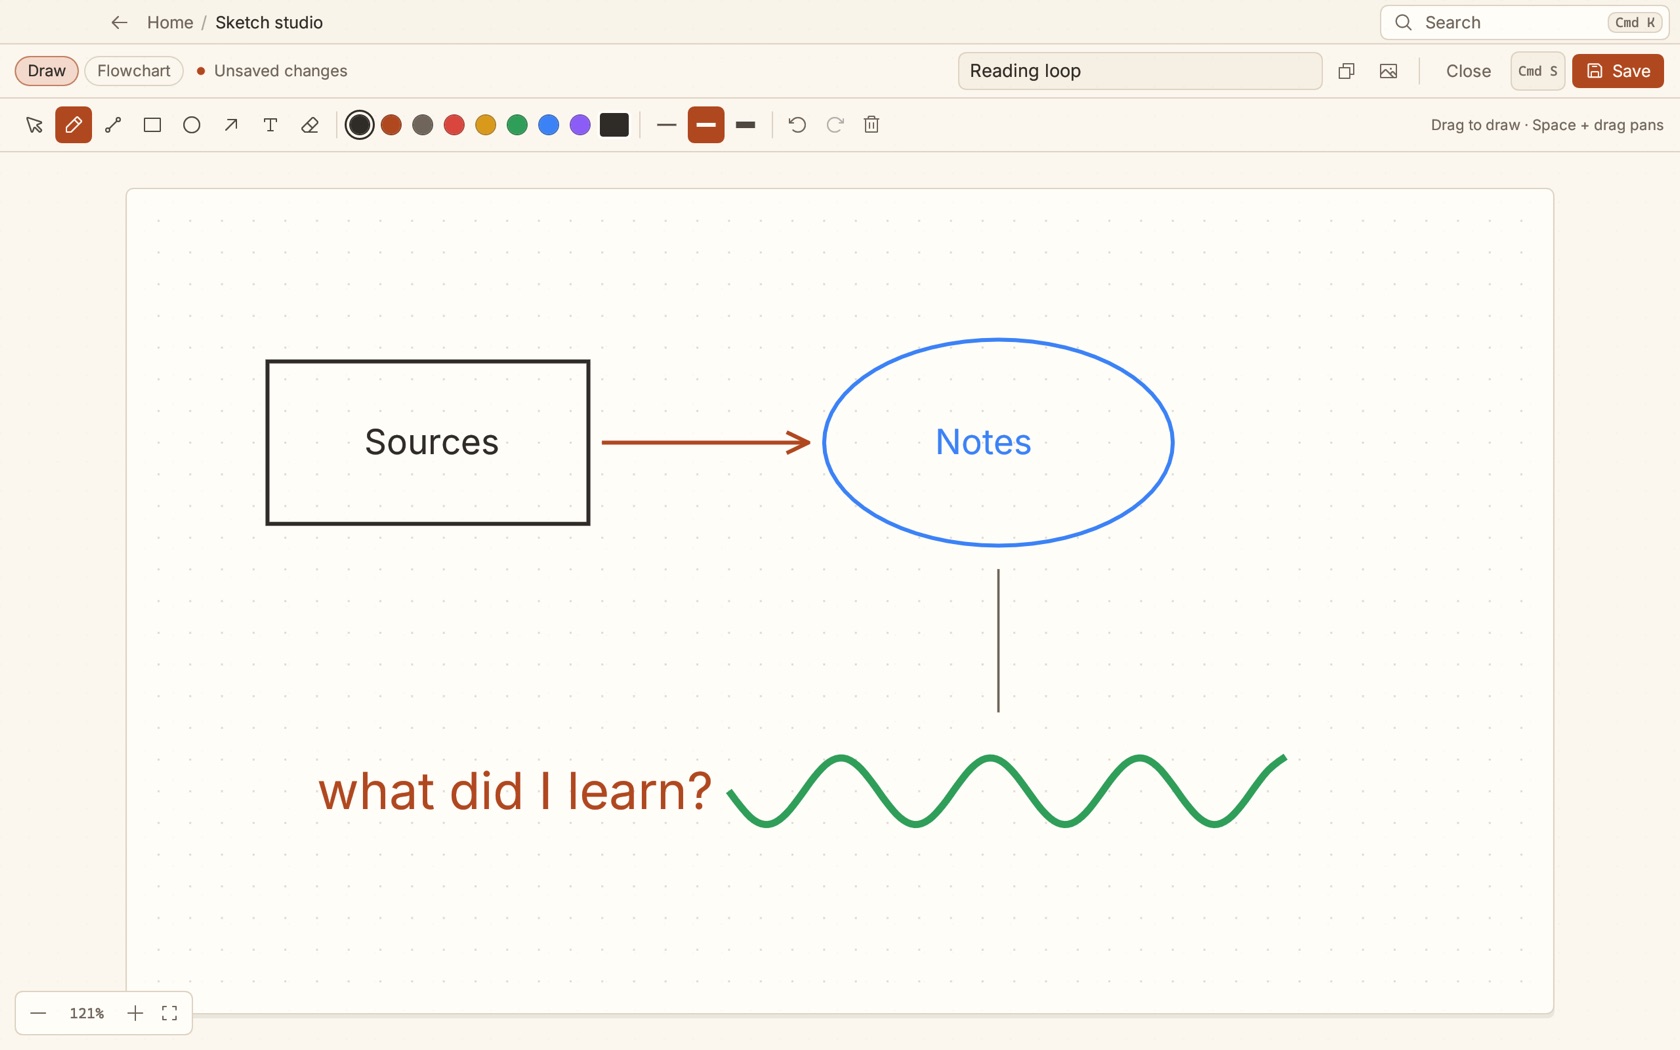 Home / Sketch studio
Search
Cmd K
Draw
Flowchart
Unsaved changes
Reading loop
Close
Cmd S
Save
Drag to draw · Space + drag pans
Sources
Notes
what did I learn?
121%